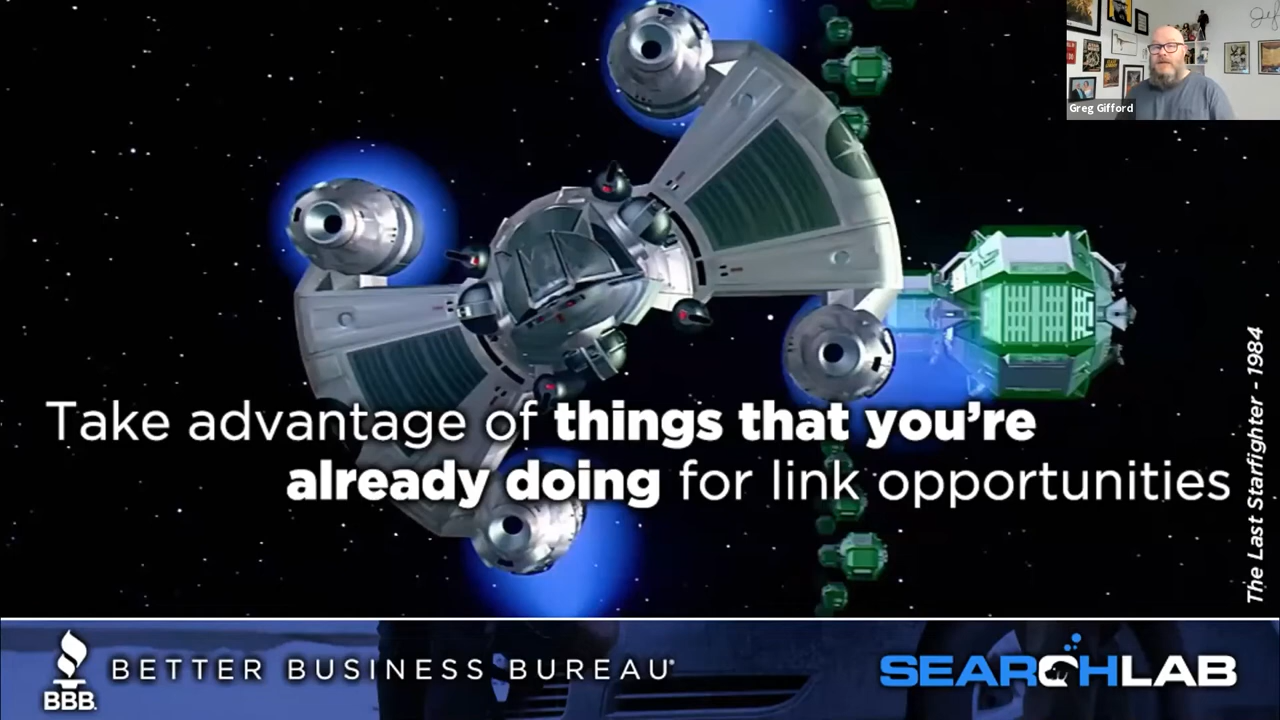 Greg Gifford
Take advantage of things that you’re
already doing for link opportunities
The Last Starfighter - 1984
BBB.
BETTER BUSINESS BUREAU®
SEARCHLAB